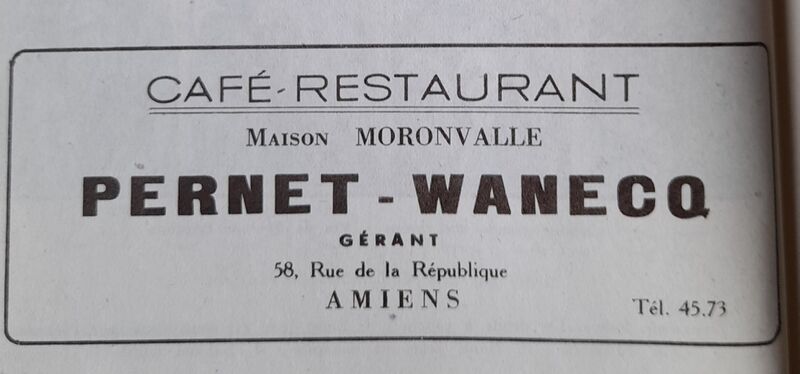 CAFÉ-RESTAURANT
MAISON MORONVALLE
PERNET - WANECQ
GÉRANT
58, Rue de la République
AMIENS
Tél. 45.73